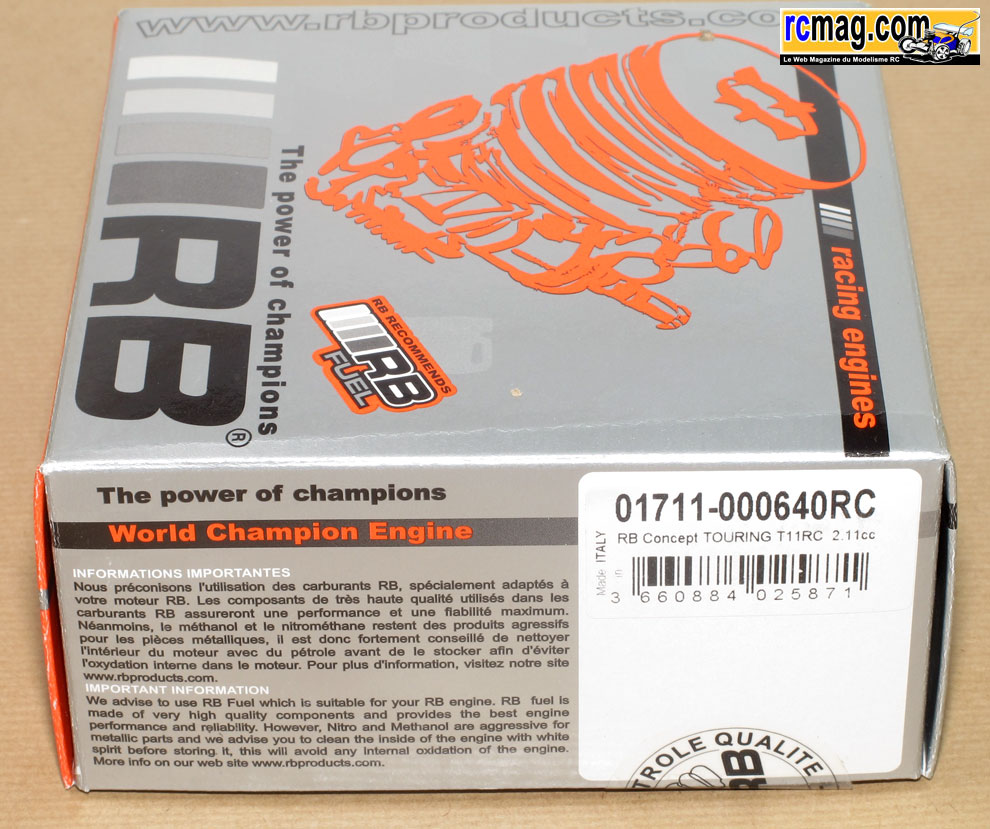 www.rbproducts.co
rcmag.com
Le Web Magazine du Modelisme RC
RB
®
The power of champions
racing engines
RB RECOMMENDS
RB
FUEL
The power of champions
World Champion Engine
INFORMATIONS IMPORTANTES
Nous préconisons l'utilisation des carburants RB, spécialement adaptés à
votre moteur RB. Les composants de très haute qualité utilisés dans les
carburants RB assureront une performance et une fiabilité maximum.
Néanmoins, le méthanol et le nitrométhane restent des produits agressifs
pour les pièces métalliques, il est donc fortement conseillé de nettoyer
l'intérieur du moteur avec du pétrole avant de le stocker afin d'éviter
l'oxydation interne dans le moteur. Pour plus d'information, visitez notre site
www.rbproducts.com.
IMPORTANT INFORMATION
We advise to use RB Fuel which is suitable for your RB engine. RB fuel is
made of very high quality components and provides the best engine
performance and reliability. However, Nitro and Methanol are aggressive for
metallic parts and we advise you to clean the inside of the engine with white
spirit before storing it, this will avoid any Internal oxidation of the engine.
More info on our web site www.rbproducts.com.
01711-000640RC
RB Concept TOURING T11RC 2.11cc
Made in ITALY
3 660884 025871
TROLE QUALITE
RB